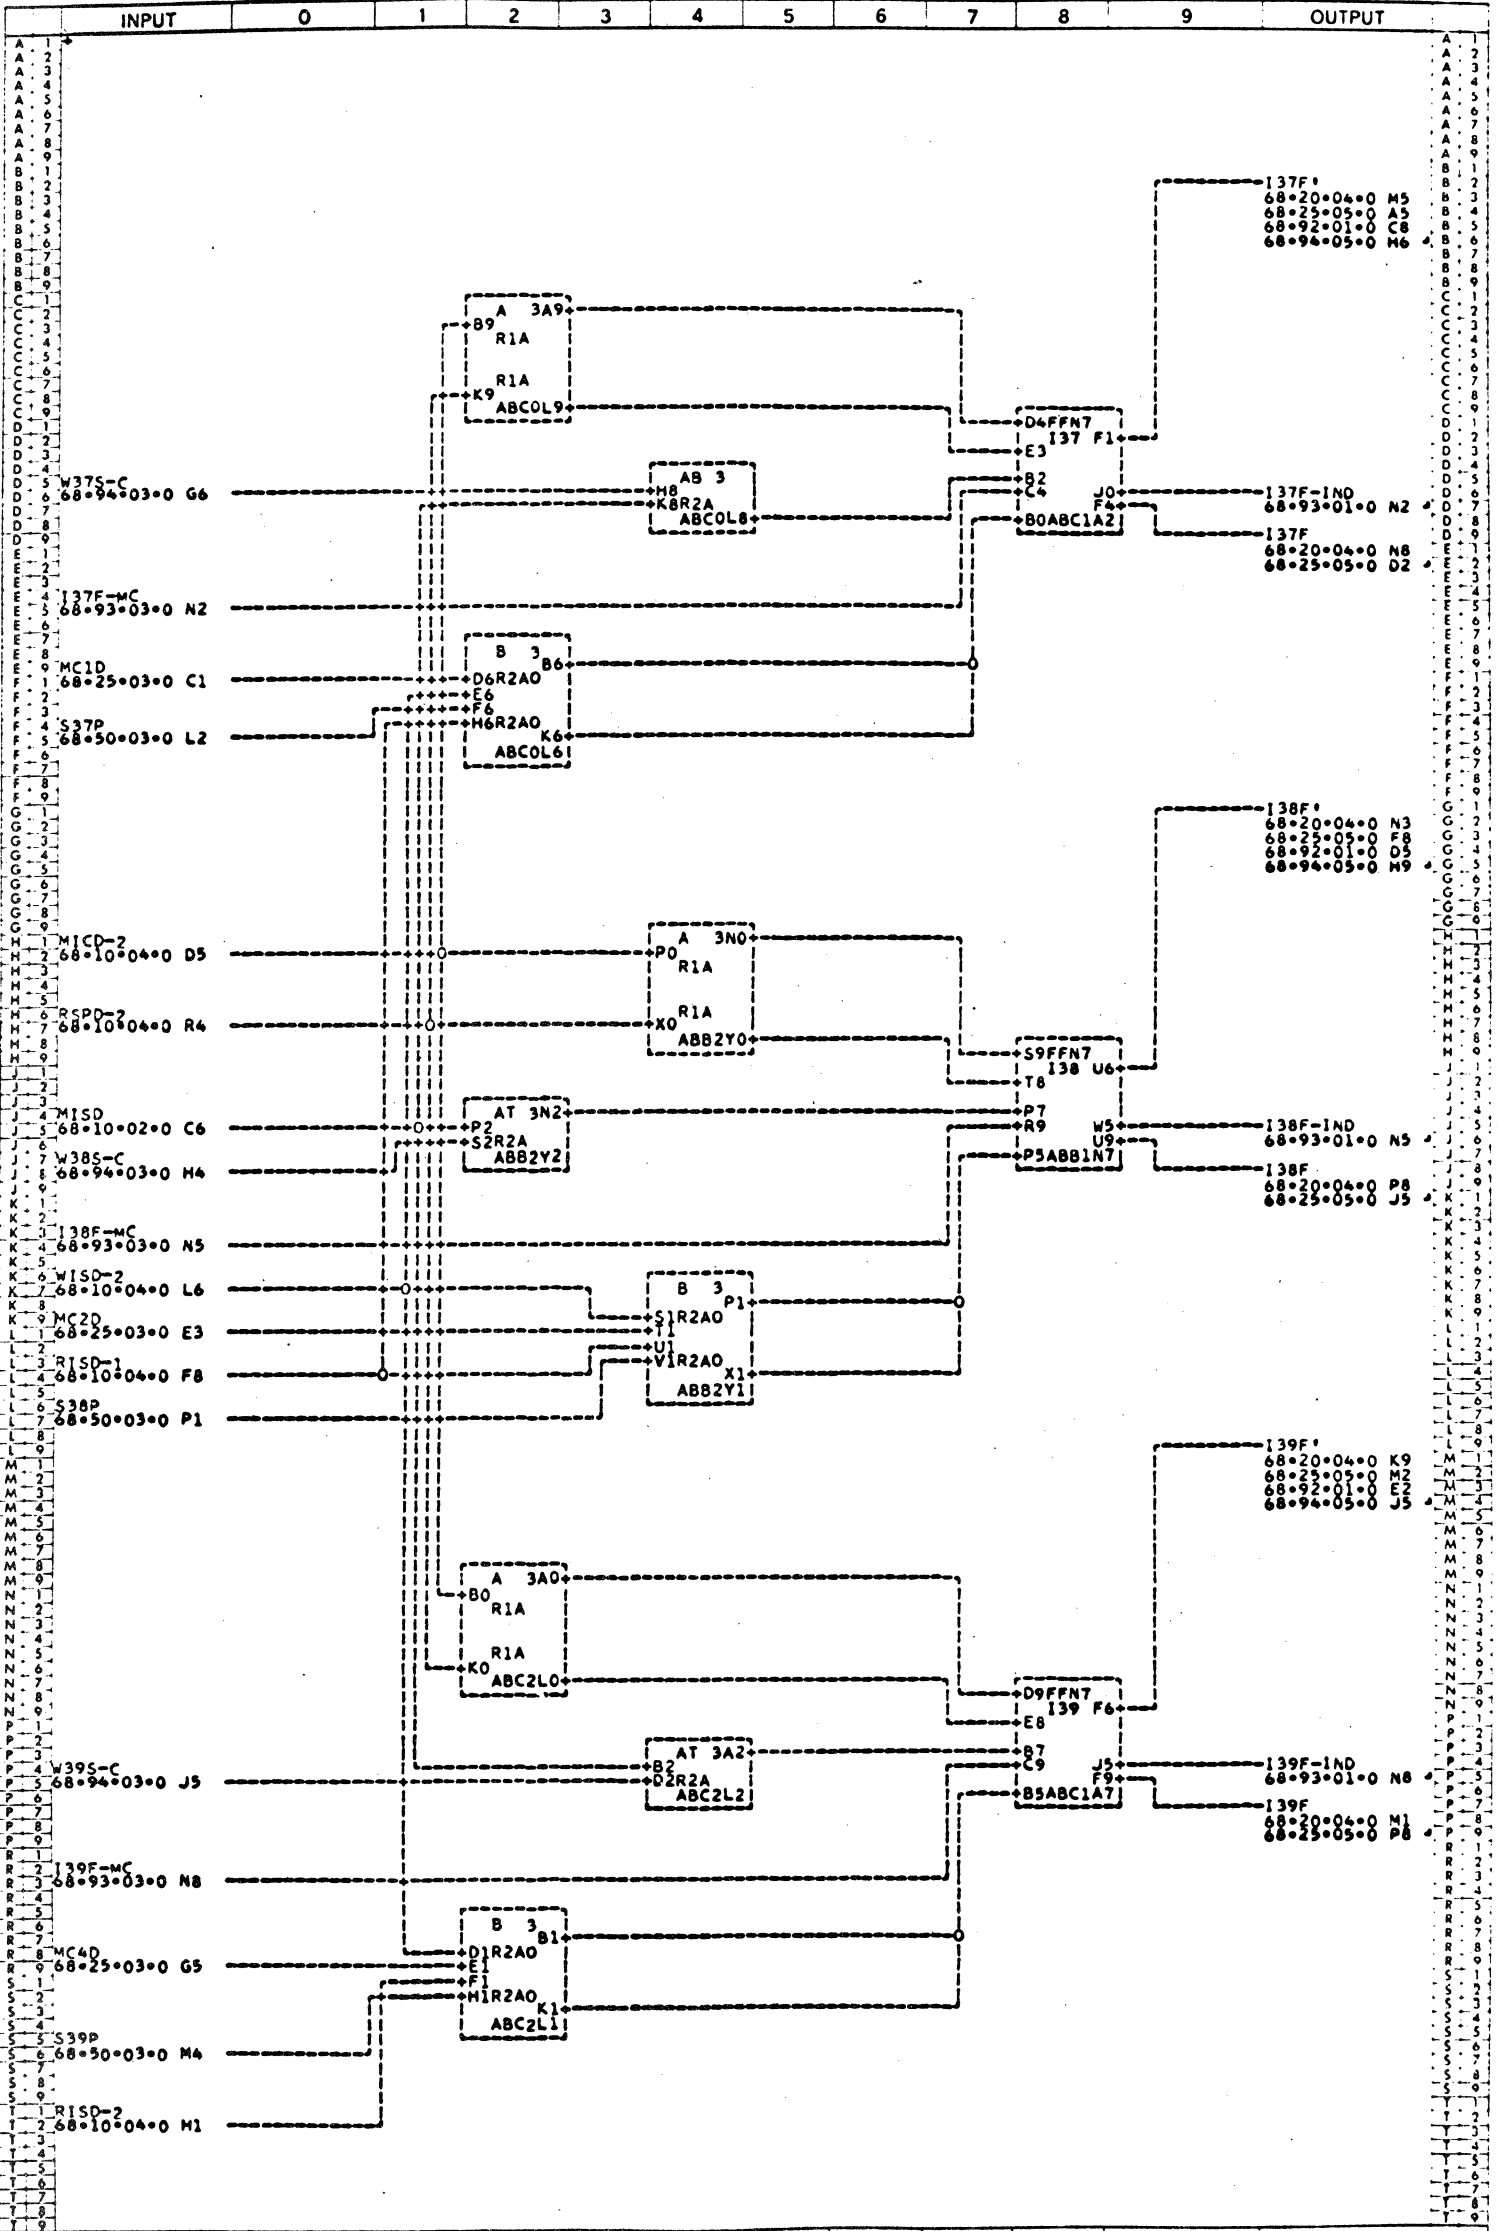 INPUT 0 1 2 3 4 5 6 7 8 9 OUTPUT
I37F'
68•20•04•0 M5
68•25•05•0 A5
68•92•01•0 C8
68•94•05•0 H6
A 3A9
B9
R1A
R1A
K9
ABC0L9
D4FFN7
I37 F1
E3
B2
C4 J0
F4
B0ABC1A2
W37S-C
68•94•03•0 G6
AB 3
H8
K8R2A
ABC0L8
I37F-IND
68•93•01•0 N2
I37F
68•20•04•0 N8
68•25•05•0 D2
I37F-MC
68•93•03•0 N2
MC1D
68•25•03•0 C1
S37P
68•50•03•0 L2
B 3
B6
D6R2AO
E6
F6
H6R2AO
K6
ABC0L6
I38F'
68•20•04•0 N3
68•25•05•0 F8
68•92•01•0 D5
68•94•05•0 H9
MICD-2
68•10•04•0 D5
RSPD-2
68•10•04•0 R4
A 3N0
P0
R1A
R1A
X0
ABB2Y0
S9FFN7
I38 U6
T8
P7
R9 W5
U9
P5ABB1N7
MISD
68•10•02•0 C6
W38S-C
68•94•03•0 H4
AT 3N2
P2
S2R2A
ABB2Y2
I38F-IND
68•93•01•0 N5
I38F
68•20•04•0 P8
68•25•05•0 J5
I38F-MC
68•93•03•0 N5
WISD-2
68•10•04•0 L6
MC2D
68•25•03•0 E3
RISD-1
68•10•04•0 F8
S38P
68•50•03•0 P1
B 3
P1
S1R2AO
T1
U1
V1R2AO
X1
ABB2Y1
I39F'
68•20•04•0 K9
68•25•05•0 M2
68•92•01•0 E2
68•94•05•0 J5
A 3A0
B0
R1A
R1A
K0
ABC2L0
D9FFN7
I39 F6
E8
B7
C9 J5
F9
B5ABC1A7
W39S-C
68•94•03•0 J5
AT 3A2
B2
D2R2A
ABC2L2
I39F-IND
68•93•01•0 N8
I39F
68•20•04•0 M1
68•25•05•0 P8
I39F-MC
68•93•03•0 N8
MC4D
68•25•03•0 G5
B 3
B1
D1R2AO
E1
F1
H1R2AO
K1
ABC2L1
S39P
68•50•03•0 M4
RISD-2
68•10•04•0 H1